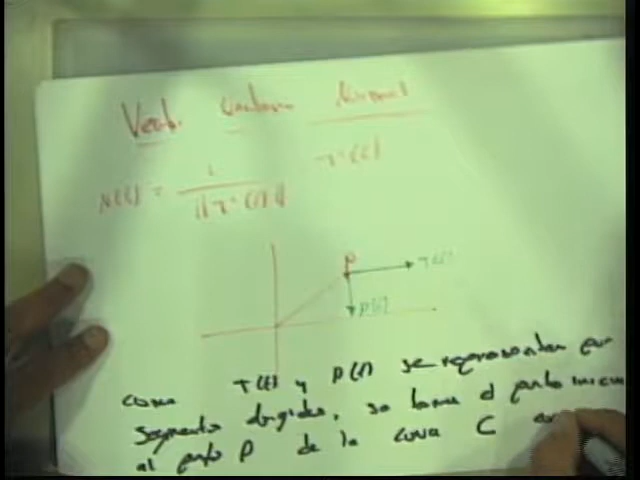 Vect. Unitario Normal
N(t) = 1 / ||T'(t)|| T'(t)
P T(t)
P(t)
como T(t) y P(t) se representan por
segmentos dirigidos, se toma el punto
al punto P de la curva C